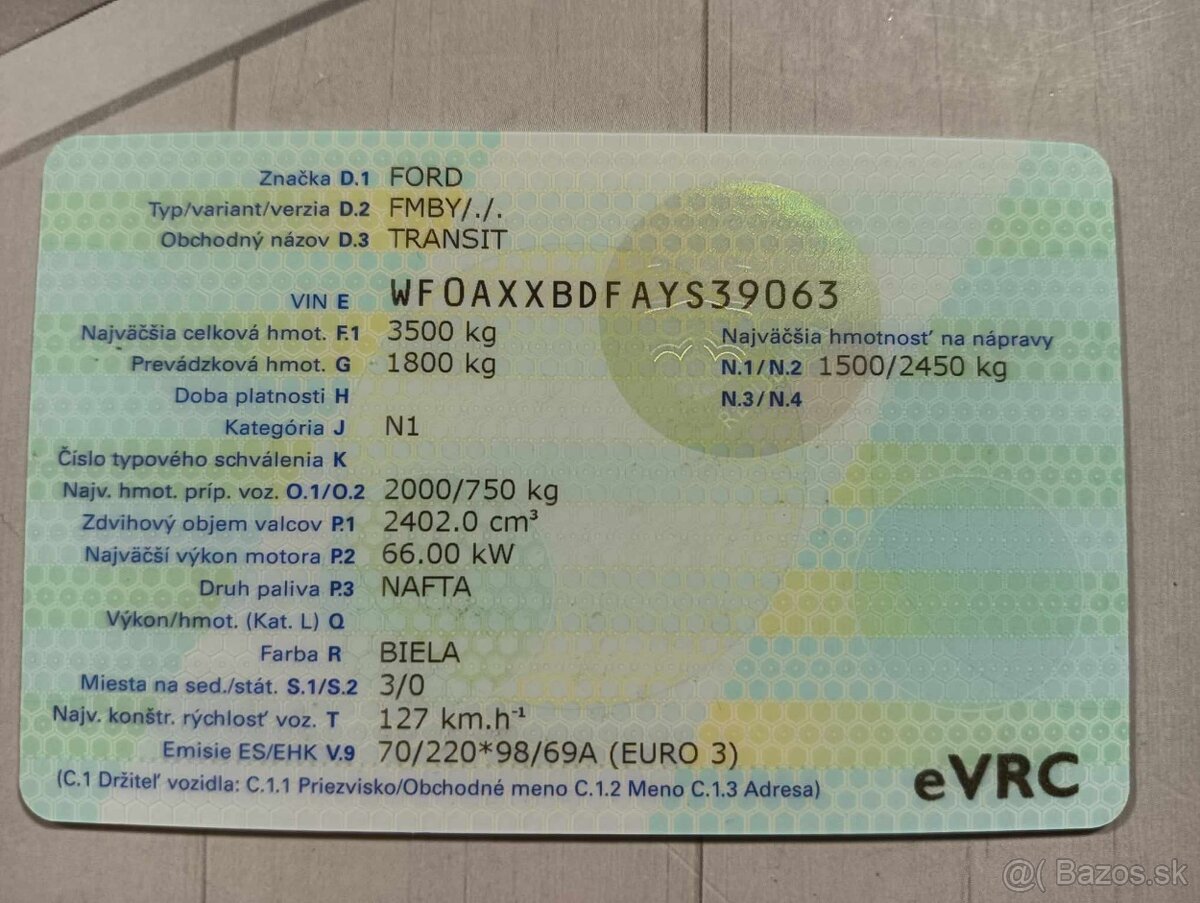 Značka D.1 FORD
Typ/variant/verzia D.2 FMBY/./.
Obchodný názov D.3 TRANSIT
VIN E WF0AXXBDFAYS39063
Najväčšia celková hmot. F.1 3500 kg
Najväčšia hmotnosť na nápravy
Prevádzková hmot. G 1800 kg
N.1/N.2 1500/2450 kg
Doba platnosti H
N.3/N.4
Kategória J N1
Číslo typového schválenia K
Najv. hmot. príp. voz. O.1/O.2 2000/750 kg
Zdvihový objem valcov P.1 2402.0 cm³
Najväčší výkon motora P.2 66.00 kW
Druh paliva P.3 NAFTA
Výkon/hmot. (Kat. L) Q
Farba R BIELA
Miesta na sed./stát. S.1/S.2 3/0
Najv. konštr. rýchlosť voz. T 127 km.h⁻¹
Emisie ES/EHK V.9 70/220*98/69A (EURO 3)
(C.1 Držiteľ vozidla: C.1.1 Priezvisko/Obchodné meno C.1.2 Meno C.1.3 Adresa)
eVRC
@( Bazos.sk